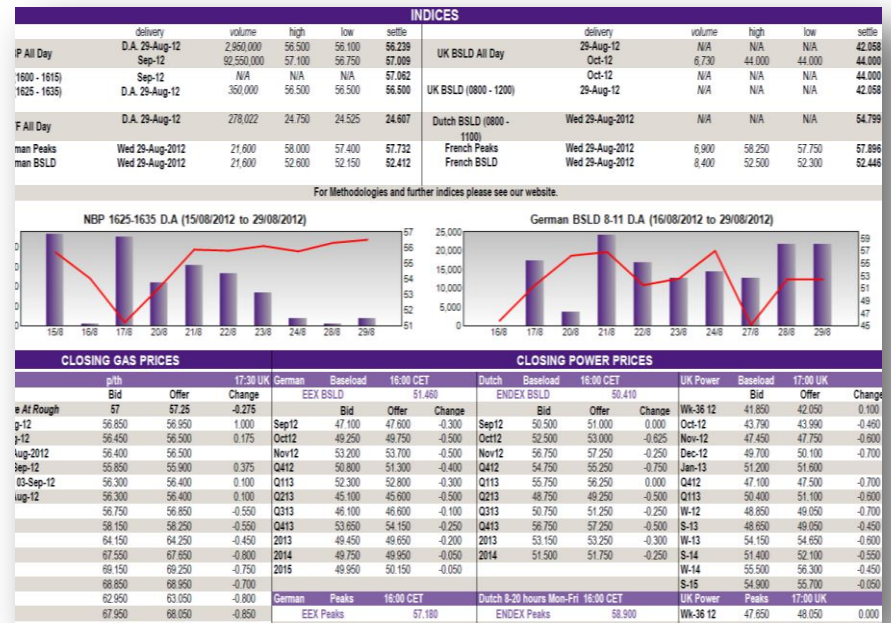 INDICES
delivery volume high low settle delivery volume high low settle
P All Day D.A. 29-Aug-12 2,950,000 56.500 56.100 56.239 UK BSLD All Day 29-Aug-12 N/A N/A N/A 42.058
Sep-12 92,550,000 57.100 56.750 57.009 Oct-12 6,730 44.000 44.000 44.000
1600 - 1615) Sep-12 N/A N/A N/A 57.062 Oct-12 N/A N/A N/A 44.000
1625 - 1635) D.A. 29-Aug-12 350,000 56.500 56.500 56.500 UK BSLD (0800 - 1200) 29-Aug-12 N/A N/A N/A 42.058
F All Day D.A. 29-Aug-12 278,022 24.750 24.525 24.607 Dutch BSLD (0800 - 1100) Wed 29-Aug-2012 N/A N/A N/A 54.799
man Peaks Wed 29-Aug-2012 21,600 58.000 57.400 57.732 French Peaks Wed 29-Aug-2012 6,900 58.250 57.750 57.896
man BSLD Wed 29-Aug-2012 21,600 52.600 52.150 52.412 French BSLD Wed 29-Aug-2012 8,400 52.500 52.300 52.446
For Methodologies and further indices please see our website.
NBP 1625-1635 D.A (15/08/2012 to 29/08/2012)
57
56
55
54
53
52
51
15/8 16/8 17/8 20/8 21/8 22/8 23/8 24/8 28/8 29/8
German BSLD 8-11 D.A (16/08/2012 to 29/08/2012)
25,000
20,000
15,000
10,000
5,000
0
59
57
55
53
51
49
47
45
16/8 17/8 20/8 21/8 22/8 23/8 24/8 27/8 28/8 29/8
CLOSING GAS PRICES CLOSING POWER PRICES
p/th 17:30 UK German Baseload 16:00 CET Dutch Baseload 16:00 CET UK Power Baseload 17:00 UK
Bid Offer Change EEX BSLD 51.460 ENDEX BSLD 50.410 Bid Offer Change
e At Rough 57 57.25 -0.275 Bid Offer Change Bid Offer Change Wk-36 12 41.850 42.050 0.100
g-12 56.850 56.950 1.000 Sep12 47.100 47.600 -0.300 Sep12 50.500 51.000 0.000 Oct-12 43.790 43.990 -0.460
-12 56.450 56.500 0.175 Oct12 49.250 49.750 -0.500 Oct12 52.500 53.000 -0.625 Nov-12 47.450 47.750 -0.600
Aug-2012 56.400 56.500 Nov12 53.200 53.700 -0.500 Nov12 56.750 57.250 -0.250 Dec-12 49.700 50.100 -0.700
Sep-12 55.850 55.900 0.375 Q412 50.800 51.300 -0.400 Q412 54.750 55.250 -0.750 Jan-13 51.200 51.600
03-Sep-12 56.300 56.400 0.100 Q113 52.300 52.800 -0.300 Q113 55.750 56.250 0.000 Q412 47.100 47.500 -0.700
ug-12 56.300 56.400 0.100 Q213 45.100 45.600 -0.500 Q213 48.750 49.250 -0.500 Q113 50.400 51.100 -0.600
56.750 56.850 -0.550 Q313 46.100 46.600 -0.100 Q313 50.750 51.250 -0.250 W-12 48.850 49.050 -0.700
58.150 58.250 -0.550 Q413 53.650 54.150 -0.250 Q413 56.750 57.250 -0.500 S-13 48.650 49.050 -0.450
64.150 64.250 -0.450 2013 49.450 49.650 -0.200 2013 53.150 53.250 -0.300 W-13 54.150 54.650 -0.600
67.550 67.650 -0.800 2014 49.750 49.950 -0.050 2014 51.500 51.750 -0.250 S-14 51.400 52.100 -0.550
69.150 69.250 -0.750 2015 49.950 50.150 -0.050 W-14 55.500 56.300 -0.450
68.850 68.950 -0.700 S-15 54.900 55.700 -0.050
62.950 63.050 -0.800 German Peaks 16:00 CET Dutch 8-20 hours Mon-Fri 16:00 CET UK Power Peaks 17:00 UK
67.950 68.050 -0.850 EEX Peaks 57.180 ENDEX Peaks 58.900 Wk-36 12 47.650 48.050 0.000